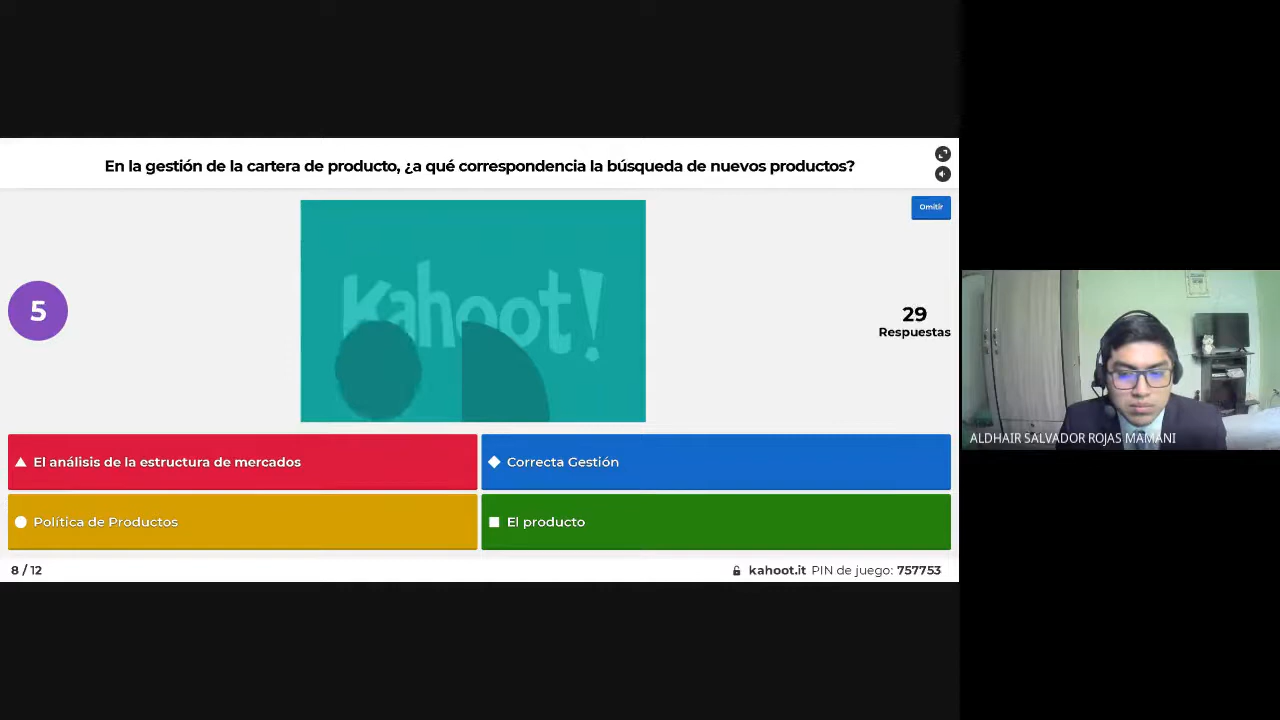 En la gestión de la cartera de producto, ¿a qué correspondencia la búsqueda de nuevos productos?
Omitir
5
Kahoot!
29
Respuestas
El análisis de la estructura de mercados
Correcta Gestión
Política de Productos
El producto
8 / 12
kahoot.it PIN de juego: 757753
ALDHAIR SALVADOR ROJAS MAMANI